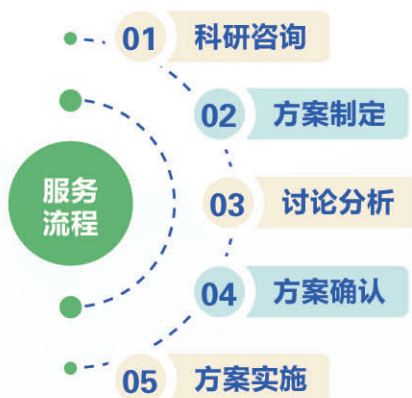 01 科研咨询
02 方案制定
服务
流程
03 讨论分析
04 方案确认
05 方案实施